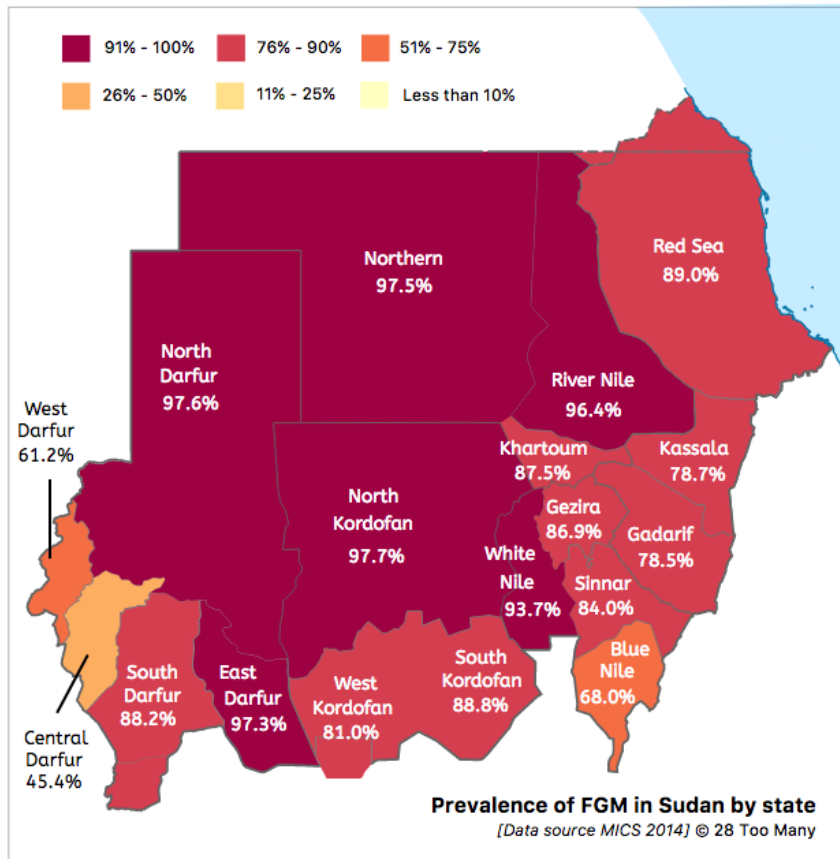 91% - 100%
76% - 90%
51% - 75%
26% - 50%
11% - 25%
Less than 10%
Red Sea
89.0%
Northern
97.5%
North
Darfur
97.6%
River Nile
96.4%
West
Darfur
61.2%
Khartoum
87.5%
Kassala
78.7%
North
Kordofan
97.7%
Gezira
86.9%
Gadarif
78.5%
White
Nile
93.7%
Sinnar
84.0%
Blue
Nile
68.0%
South
Kordofan
88.8%
West
Kordofan
81.0%
East
Darfur
97.3%
South
Darfur
88.2%
Central
Darfur
45.4%
Prevalence of FGM in Sudan by state
[Data source MICS 2014] © 28 Too Many